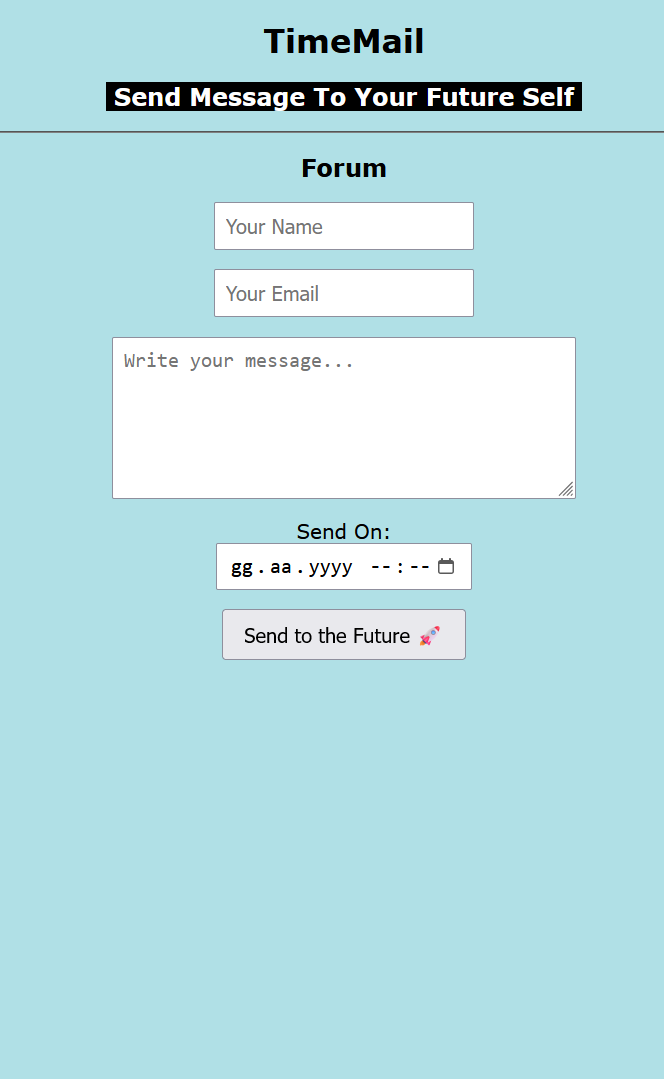 TimeMail
Send Message To Your Future Self
Forum
Your Name
Your Email
Write your message...
Send On:
gg.aa.yyyy --:--
Send to the Future 🚀